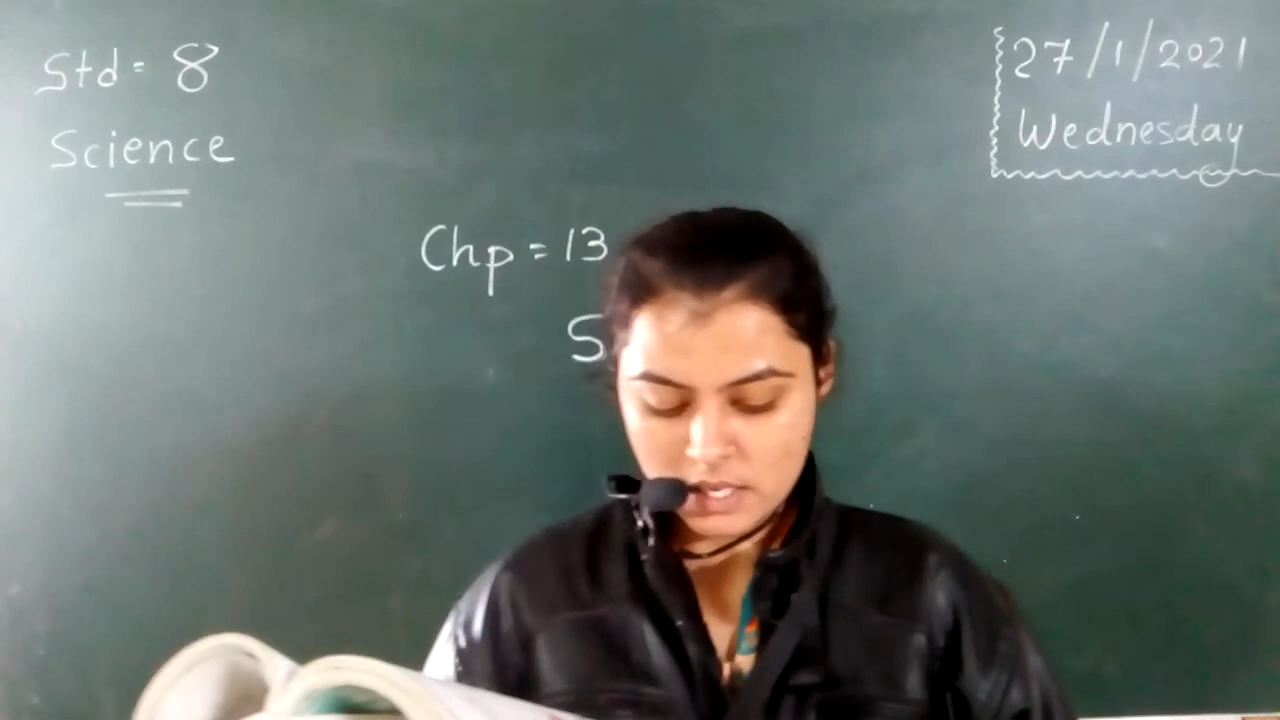 Std = 8
Science
27/1/2021
Wednesday
Chp = 13
S